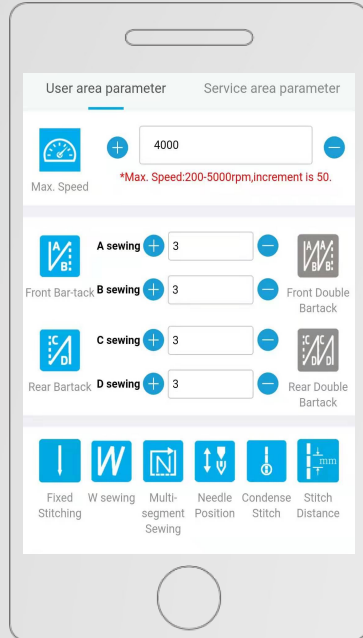 User area parameter Service area parameter
4000
*Max. Speed:200-5000rpm,increment is 50.
Max. Speed
A sewing 3
Front Bar-tack B sewing 3 Front Double
Bartack
C sewing 3
Rear Bartack D sewing 3 Rear Double
Bartack
A
B
A
B
C
D
C
D
W
N
mm
Fixed
Stitching
W sewing
Multi-
segment
Sewing
Needle
Position
Condense
Stitch
Stitch
Distance